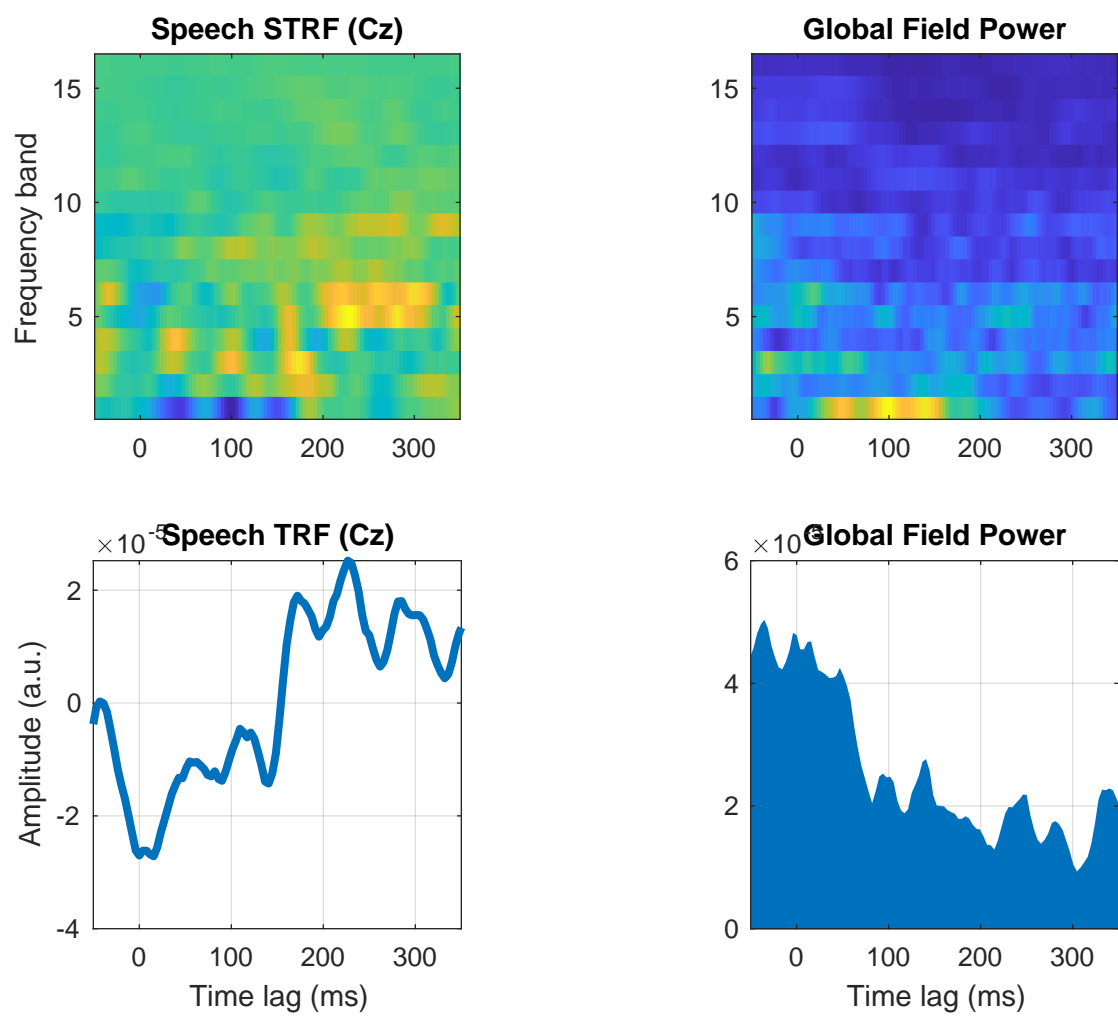 Speech STRF (Cz)
Frequency band
15
10
5
0 100 200 300
Global Field Power
15
10
5
0 100 200 300
×10^-5
Speech TRF (Cz)
Amplitude (a.u.)
2
0
-2
-4
0 100 200 300
Time lag (ms)
×10^-5
Global Field Power
6
4
2
0
0 100 200 300
Time lag (ms)